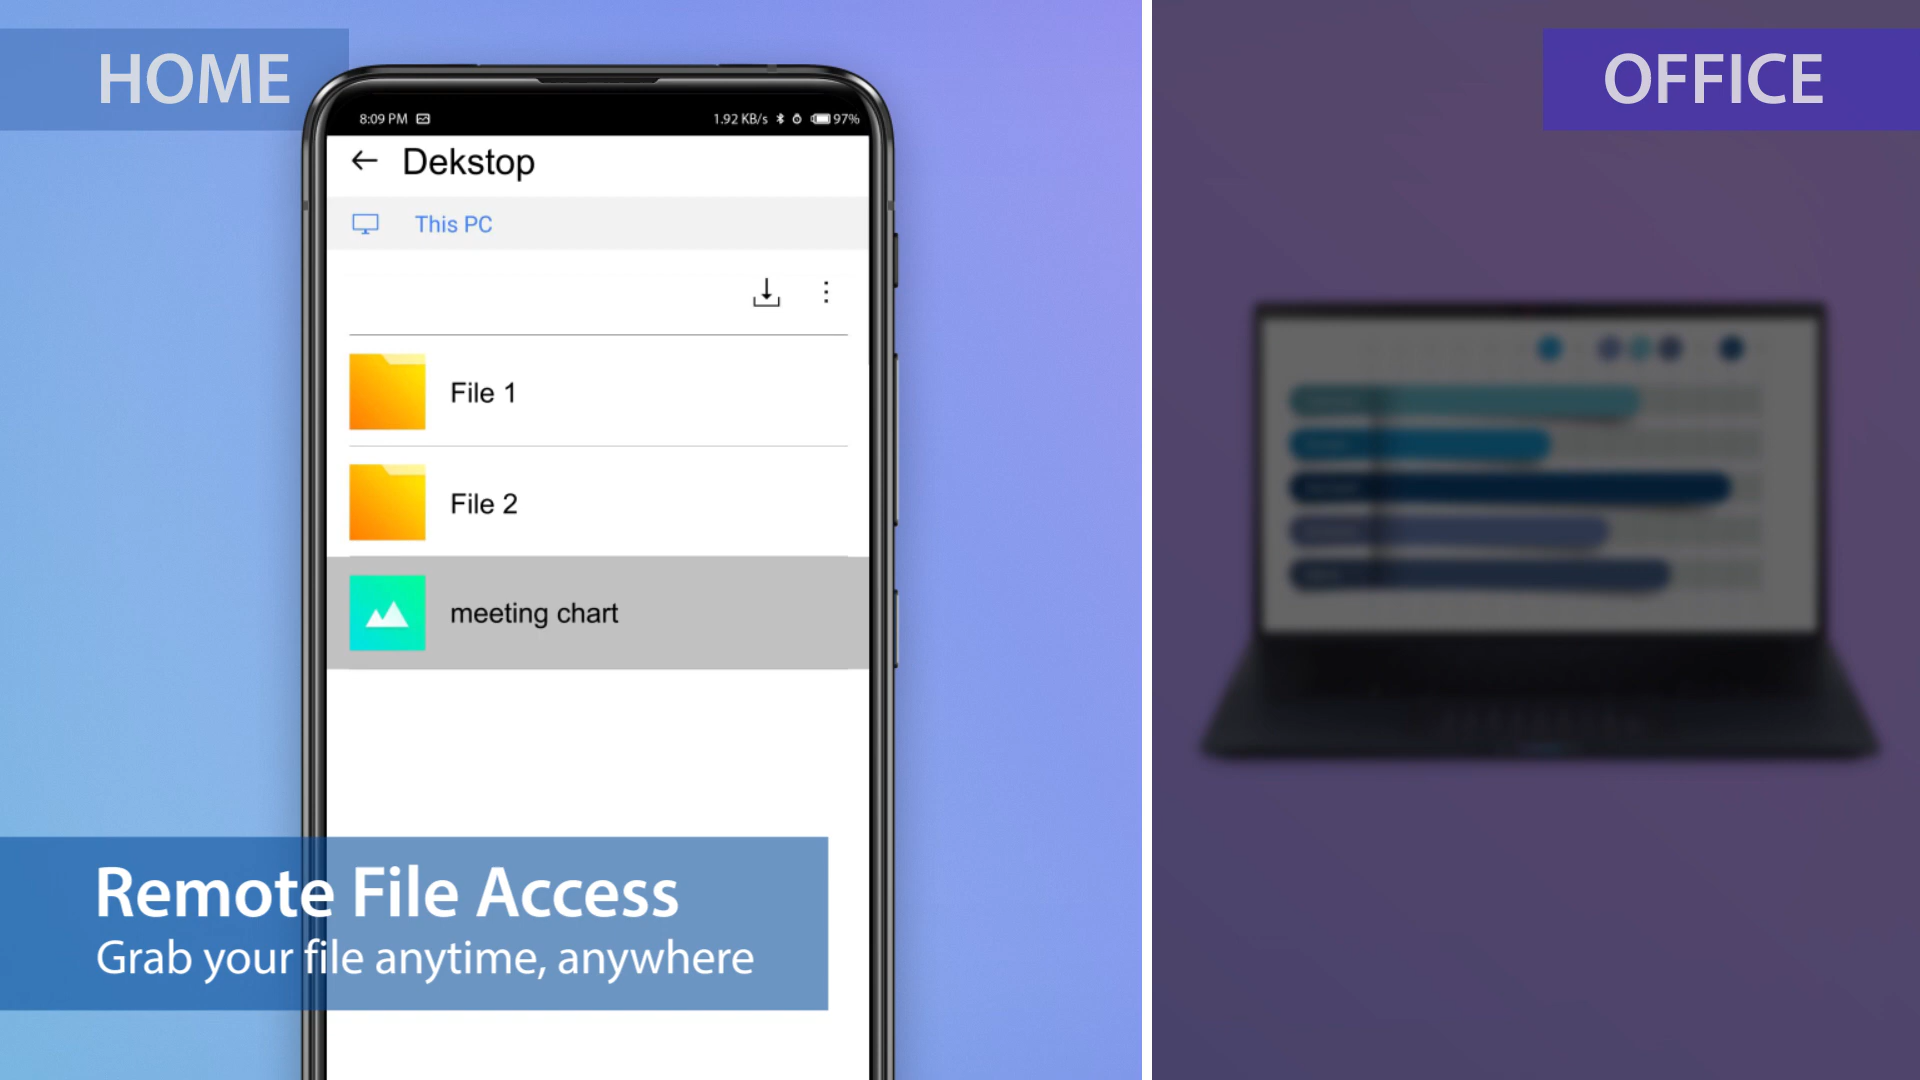 HOME
OFFICE
8:09 PM
1.92 KB/s 97%
Dekstop
This PC
File 1
File 2
meeting chart
Remote File Access
Grab your file anytime, anywhere